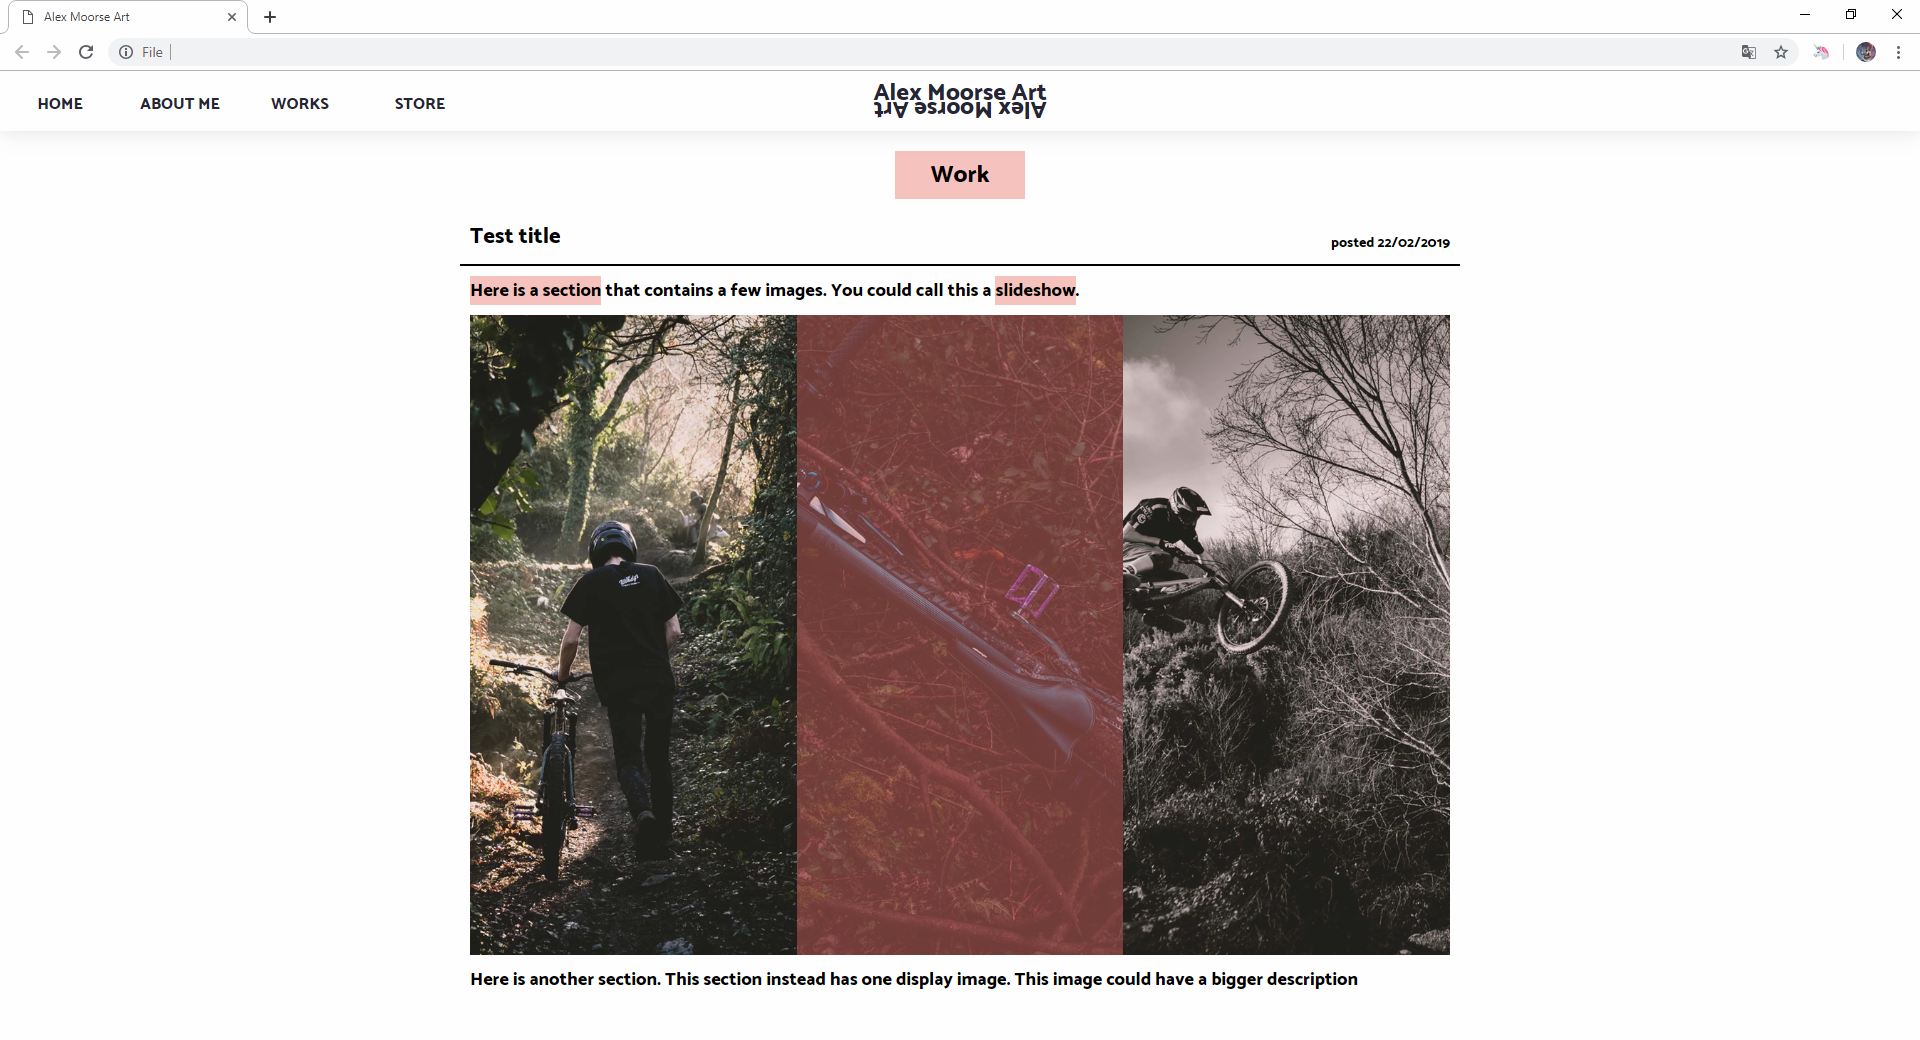 Alex Moorse Art
File
HOME ABOUT ME WORKS STORE
Alex Moorse Art
Alex Moorse Art
Work
Test title
posted 22/02/2019
Here is a section that contains a few images. You could call this a slideshow.
Here is another section. This section instead has one display image. This image could have a bigger description